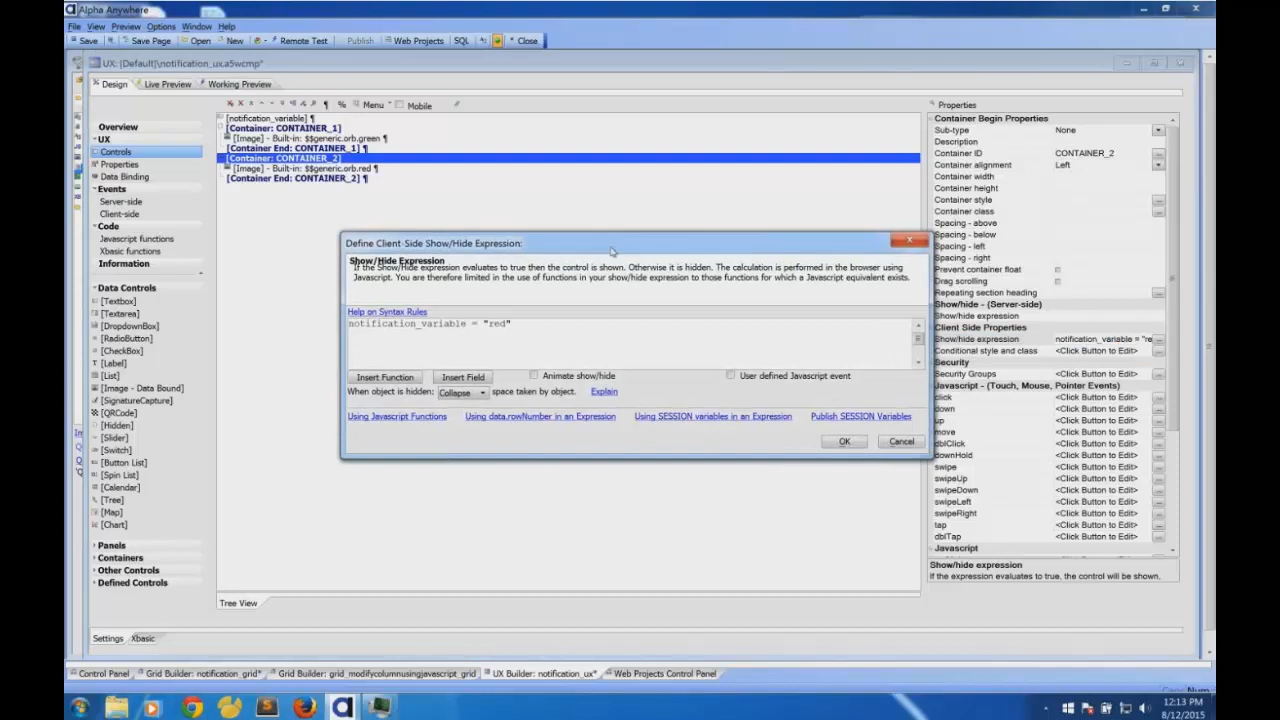 Alpha Anywhere
File View Preview Options Window Help
Save Save Page Open New Remote Test Publish Web Projects SQL Close
UX: [Default]\notification_ux.a5wcmp*
Design Live Preview Working Preview
Menu Mobile
Overview
UX
Controls
Properties
Data Binding
Events
Server-side
Client-side
Code
Javascript functions
Xbasic functions
Information
Data Controls
[Textbox]
[Textarea]
[DropdownBox]
[RadioButton]
[CheckBox]
[Label]
[List]
[Image - Data Bound]
[SignatureCapture]
[QRCode]
[Hidden]
[Slider]
[Switch]
[Button List]
[Spin List]
[Calendar]
[Tree]
[Map]
[Chart]
Panels
Containers
Other Controls
Defined Controls
[notification_variable] ¶
[Container: CONTAINER_1]
[Image] - Built-in: $$generic.orb.green ¶
[Container End: CONTAINER_1] ¶
[Container: CONTAINER_2]
[Image] - Built-in: $$generic.orb.red ¶
[Container End: CONTAINER_2] ¶
Define Client-Side Show/Hide Expression:
Show/Hide Expression
If the Show/Hide expression evaluates to true then the control is shown. Otherwise it is hidden. The calculation is performed in the browser using
Javascript. You are therefore limited in the use of functions in your show/hide expression to those functions for which a Javascript equivalent exists.
Help on Syntax Rules
notification_variable = "red"
Insert Function Insert Field Animate show/hide User defined Javascript event
When object is hidden: Collapse space taken by object. Explain
Using Javascript Functions Using data.rowNumber in an Expression Using SESSION variables in an Expression Publish SESSION Variables
OK Cancel
Properties
Container Begin Properties
Sub-type None
Description
Container ID CONTAINER_2
Container alignment Left
Container width
Container height
Container style
Container class
Spacing - above
Spacing - below
Spacing - left
Spacing - right
Prevent container float
Drag scrolling
Repeating section heading
Show/hide - (Server-side)
Show/hide expression
Client Side Properties
Show/hide expression notification_variable = "re
Conditional style and class <Click Button to Edit>
Security
Security Groups <Click Button to Edit>
Javascript - (Touch, Mouse, Pointer Events)
click <Click Button to Edit>
down <Click Button to Edit>
up <Click Button to Edit>
move <Click Button to Edit>
dblClick <Click Button to Edit>
downHold <Click Button to Edit>
swipe <Click Button to Edit>
swipeUp <Click Button to Edit>
swipeDown <Click Button to Edit>
swipeLeft <Click Button to Edit>
swipeRight <Click Button to Edit>
tap <Click Button to Edit>
dblTap <Click Button to Edit>
Javascript
Show/hide expression
If the expression evaluates to true, the control will be shown.
Tree View
Settings Xbasic
Control Panel Grid Builder: notification_grid* Grid Builder: grid_modifycolumnusingjavascript_grid UX Builder: notification_ux* Web Projects Control Panel
Num
12:13 PM
8/12/2015